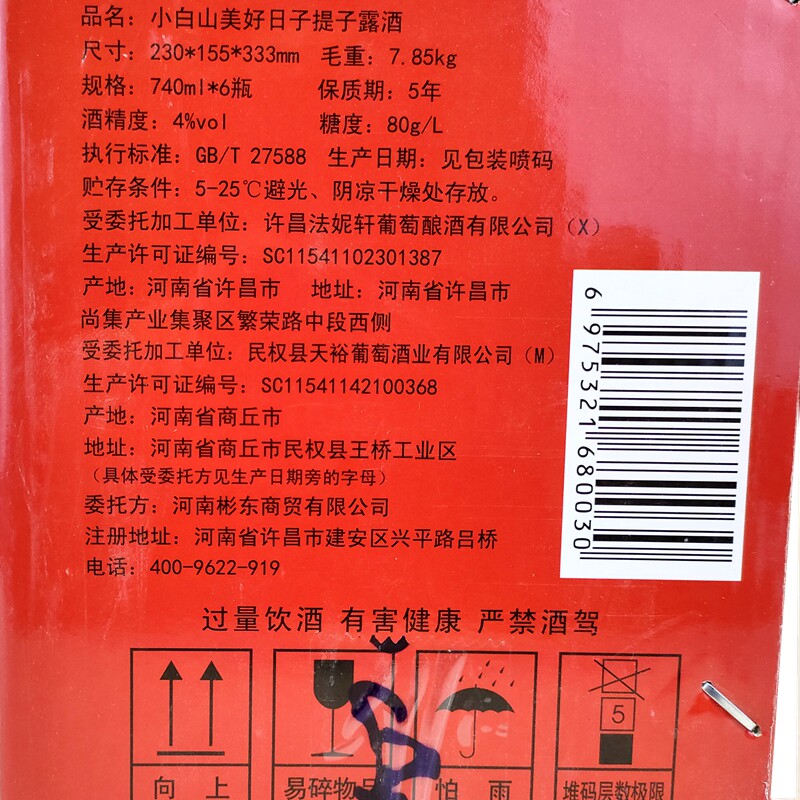 品名：小白山美好日子提子露酒
尺寸：230*155*333mm 毛重：7.85kg
规格：740ml*6瓶 保质期：5年
酒精度：4%vol 糖度：80g/L
执行标准：GB/T 27588 生产日期：见包装喷码
贮存条件：5-25℃避光、阴凉干燥处存放。
受委托加工单位：许昌法妮轩葡萄酿酒有限公司（X）
生产许可证编号：SC11541102301387
产地：河南省许昌市 地址：河南省许昌市
尚集产业集聚区繁荣路中段西侧
受委托加工单位：民权县天裕葡萄酒业有限公司（M）
生产许可证编号：SC11541142100368
产地：河南省商丘市
地址：河南省商丘市民权县王桥工业区
（具体受委托方见生产日期旁的字母）
委托方：河南彬东商贸有限公司
注册地址：河南省许昌市建安区兴平路吕桥
电话：400-9622-919
6 975321 680030
过量饮酒 有害健康 严禁酒驾
5
向上
易碎物品
怕雨
堆码层数极限